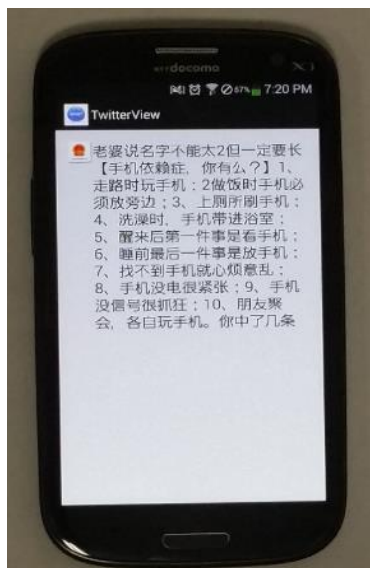 döcomo
67% 7:20 PM
TwitterView
老婆说名字不能太2但一定要长
【手机依赖症，你有么？】1、
走路时玩手机；2做饭时手机必
须放旁边；3、上厕所刷手机；
4、洗澡时，手机带进浴室；
5、醒来后第一件事是看手机；
6、睡前最后一件事是放手机；
7、找不到手机就心烦意乱；
8、手机没电很紧张；9、手机
没信号很抓狂；10、朋友聚
会，各自玩手机。你中了几条